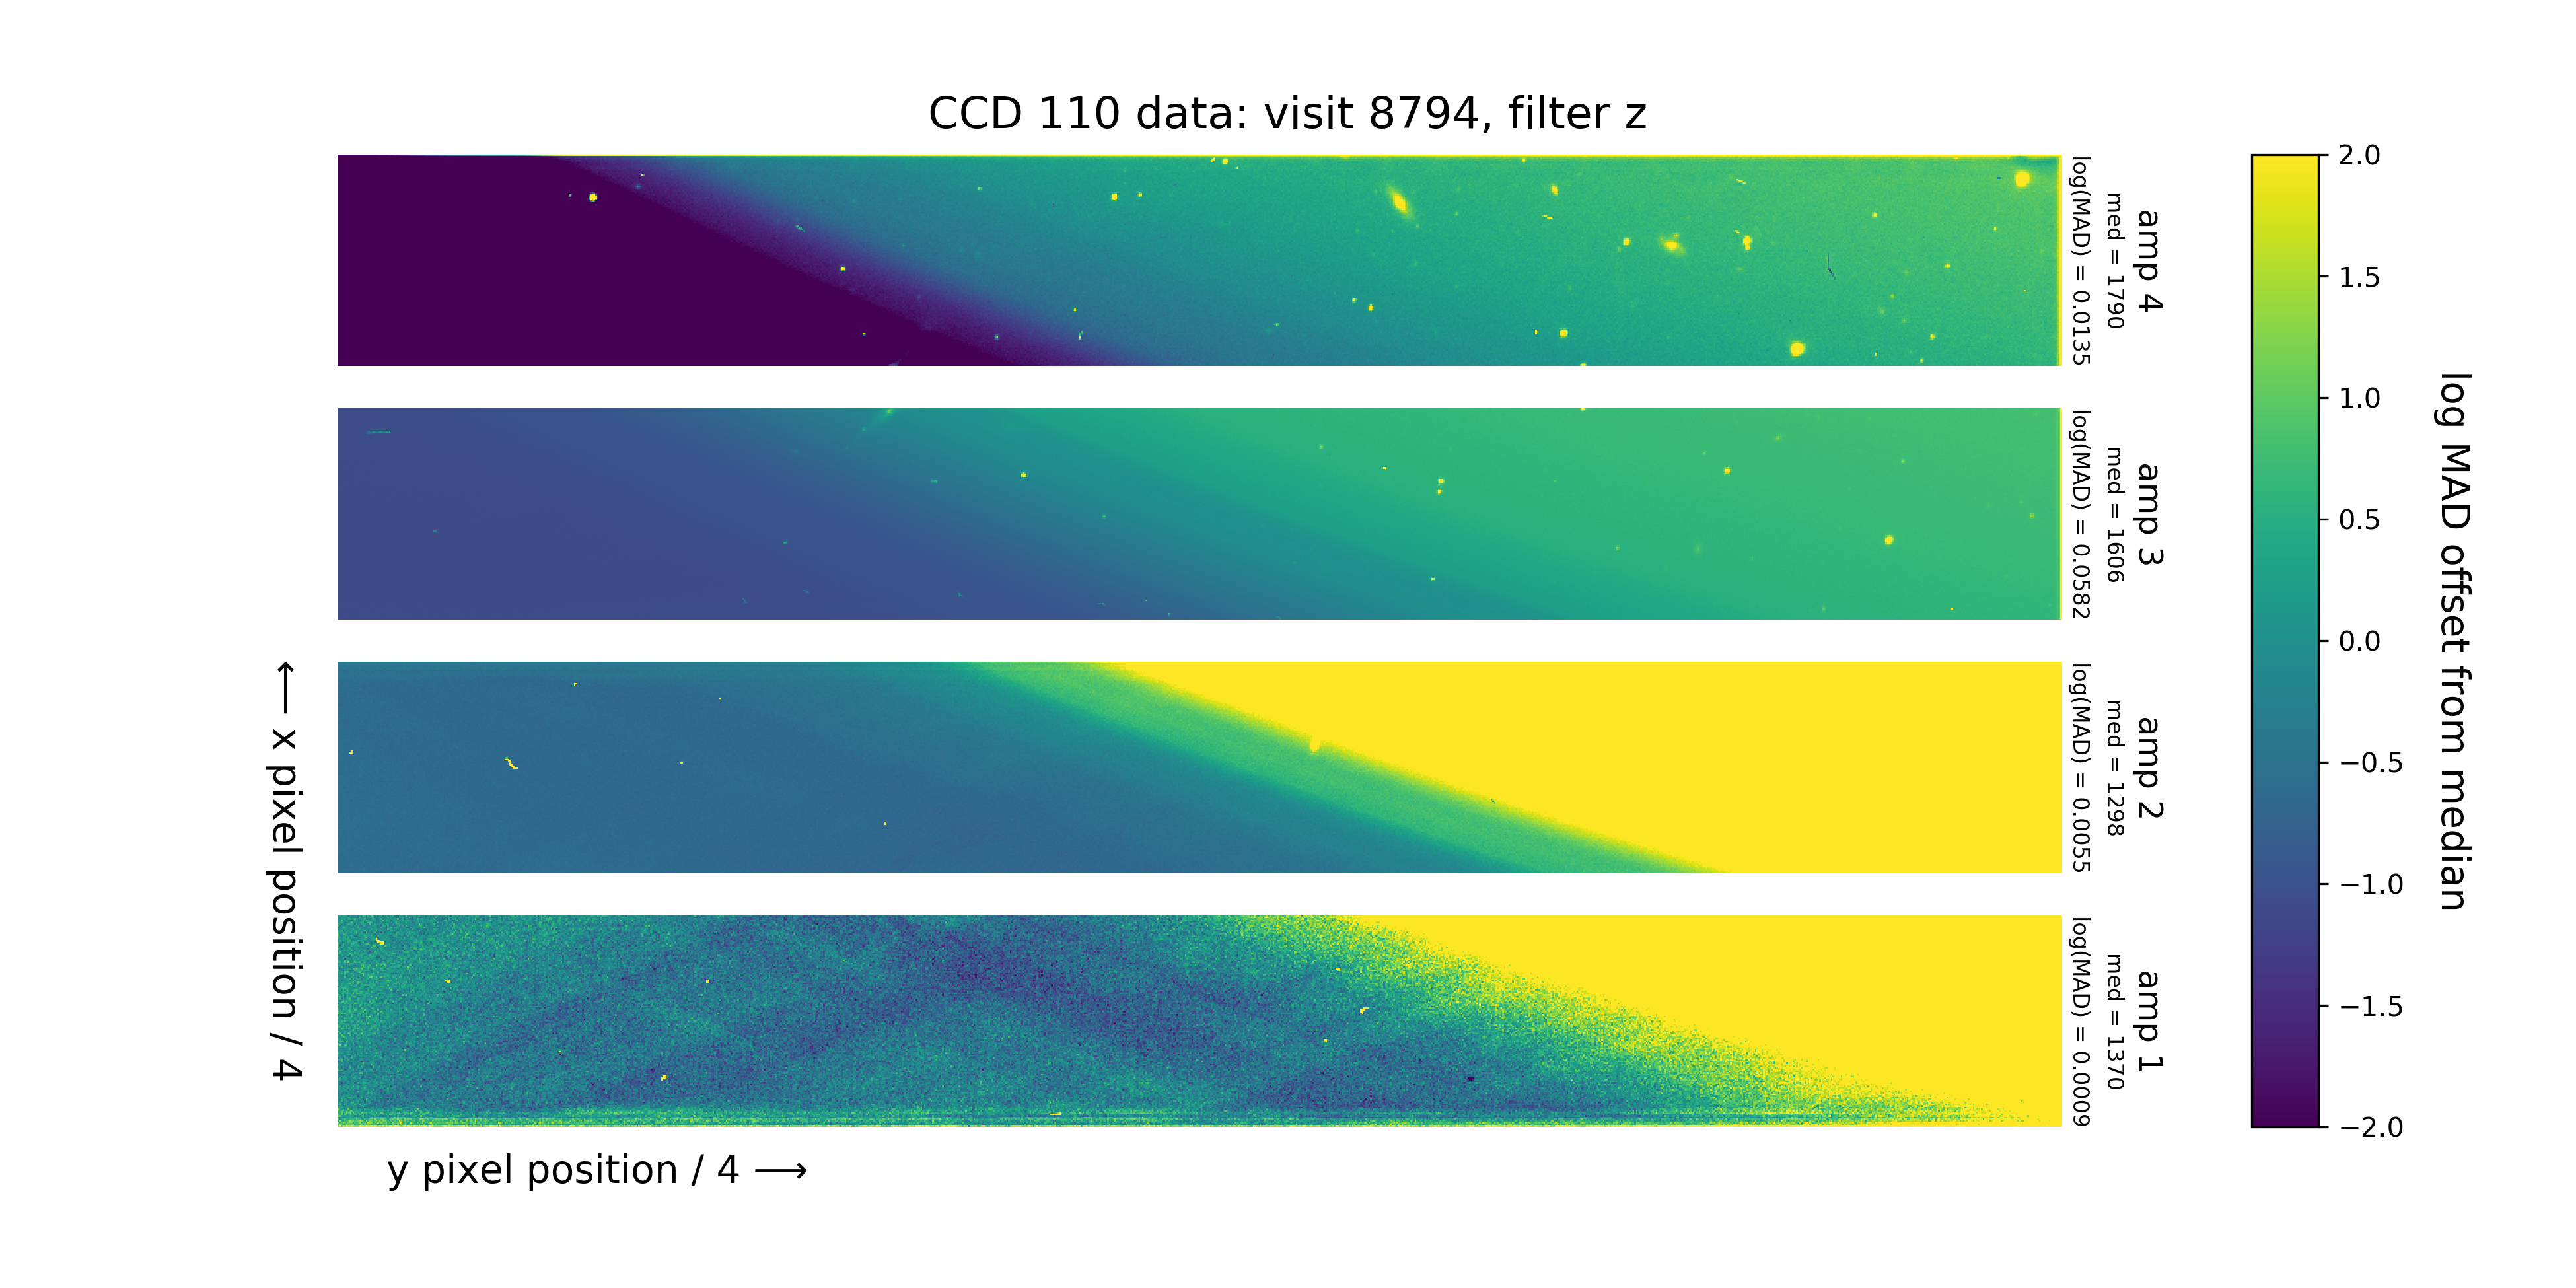 CCD 110 data: visit 8794, filter z
amp 4
med = 1790
log(MAD) = 0.0135
amp 3
med = 1606
log(MAD) = 0.0582
amp 2
med = 1298
log(MAD) = 0.0055
amp 1
med = 1370
log(MAD) = 0.0009
⟵ x pixel position / 4
y pixel position / 4 ⟶
2.0
1.5
1.0
0.5
0.0
−0.5
−1.0
−1.5
−2.0
log MAD offset from median